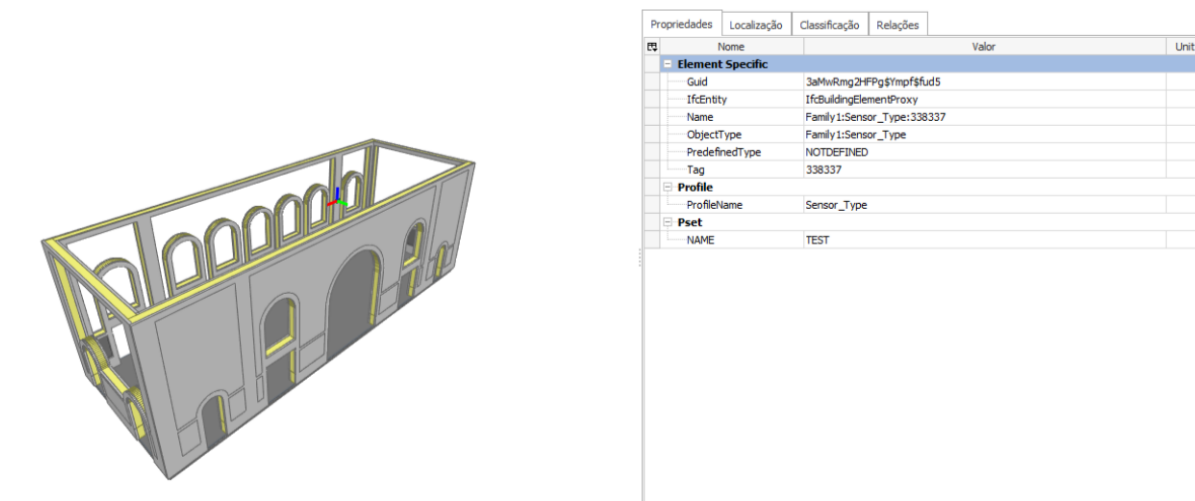 Propriedades Localização Classificação Relações
Nome Valor Unit
Element Specific
Guid 3aMwRmg2HFPg$Ympf$fud5
IfcEntity IfcBuildingElementProxy
Name Family1:Sensor_Type:338337
ObjectType Family1:Sensor_Type
PredefinedType NOTDEFINED
Tag 338337
Profile
ProfileName Sensor_Type
Pset
NAME TEST